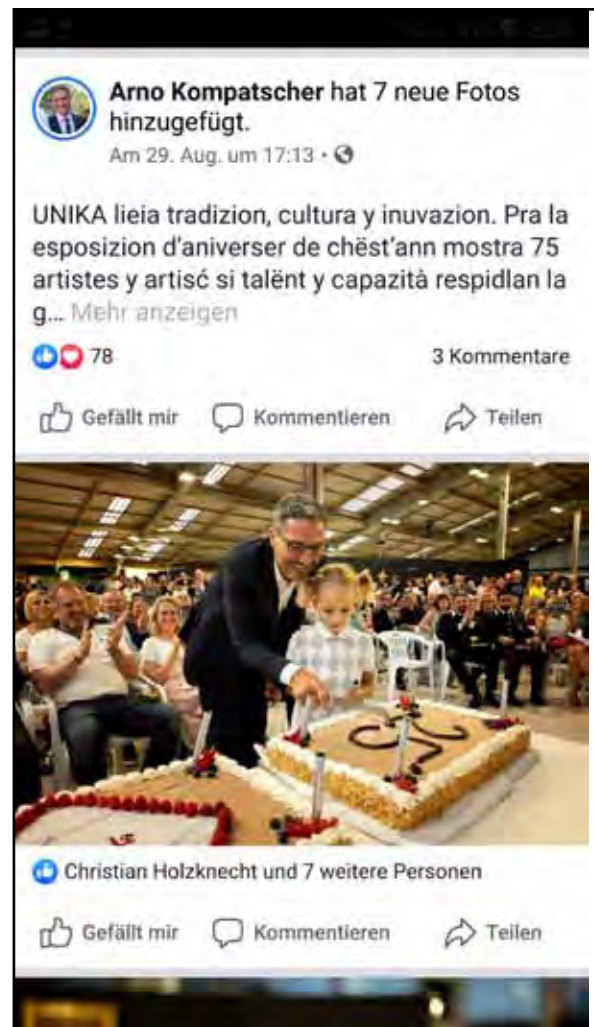 Arno Kompatscher hat 7 neue Fotos
hinzugefügt.
Am 29. Aug. um 17:13 •
UNIKA lieia tradizion, cultura y inuvazion. Pra la
esposizion d'aniverser de chëst'ann mostra 75
artistes y artisć si talënt y capazità respidlan la
g... Mehr anzeigen
78 3 Kommentare
Gefällt mir Kommentieren Teilen
Christian Holzknecht und 7 weitere Personen
Gefällt mir Kommentieren Teilen